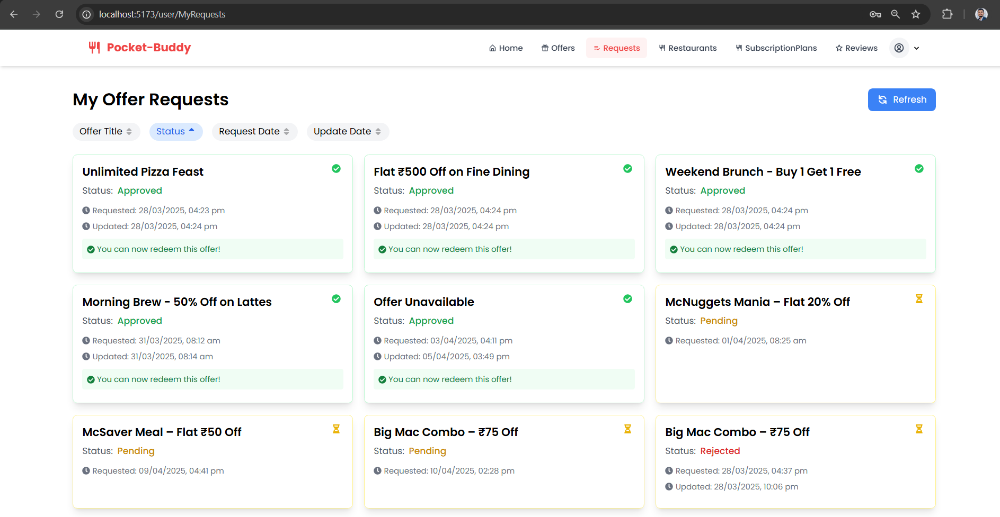 localhost:5173/user/MyRequests
Pocket-Buddy
Home Offers Requests Restaurants SubscriptionPlans Reviews
My Offer Requests
Refresh
Offer Title Status Request Date Update Date
Unlimited Pizza Feast
Status: Approved
Requested: 28/03/2025, 04:23 pm
Updated: 28/03/2025, 04:24 pm
You can now redeem this offer!
Flat ₹500 Off on Fine Dining
Status: Approved
Requested: 28/03/2025, 04:24 pm
Updated: 28/03/2025, 04:24 pm
You can now redeem this offer!
Weekend Brunch - Buy 1 Get 1 Free
Status: Approved
Requested: 28/03/2025, 04:24 pm
Updated: 28/03/2025, 04:24 pm
You can now redeem this offer!
Morning Brew - 50% Off on Lattes
Status: Approved
Requested: 31/03/2025, 08:12 am
Updated: 31/03/2025, 08:14 am
You can now redeem this offer!
Offer Unavailable
Status: Approved
Requested: 03/04/2025, 04:11 pm
Updated: 05/04/2025, 03:49 pm
You can now redeem this offer!
McNuggets Mania – Flat 20% Off
Status: Pending
Requested: 01/04/2025, 08:25 am
McSaver Meal – Flat ₹50 Off
Status: Pending
Requested: 09/04/2025, 04:41 pm
Big Mac Combo – ₹75 Off
Status: Pending
Requested: 10/04/2025, 02:28 pm
Big Mac Combo – ₹75 Off
Status: Rejected
Requested: 28/03/2025, 04:37 pm
Updated: 28/03/2025, 10:06 pm